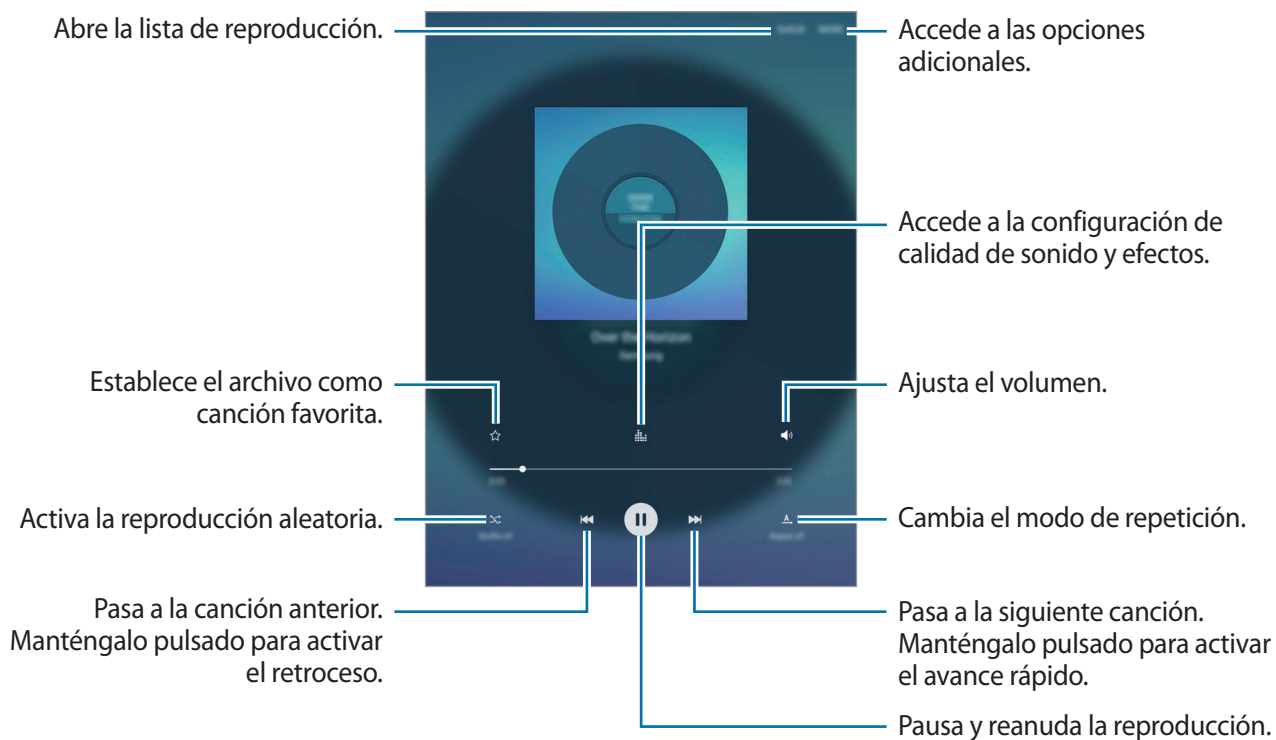 Abre la lista de reproducción.
Accede a las opciones
adicionales.
Accede a la configuración de
calidad de sonido y efectos.
Establece el archivo como
canción favorita.
Ajusta el volumen.
Activa la reproducción aleatoria.
Cambia el modo de repetición.
Pasa a la canción anterior.
Manténgalo pulsado para activar
el retroceso.
Pasa a la siguiente canción.
Manténgalo pulsado para activar
el avance rápido.
Pausa y reanuda la reproducción.